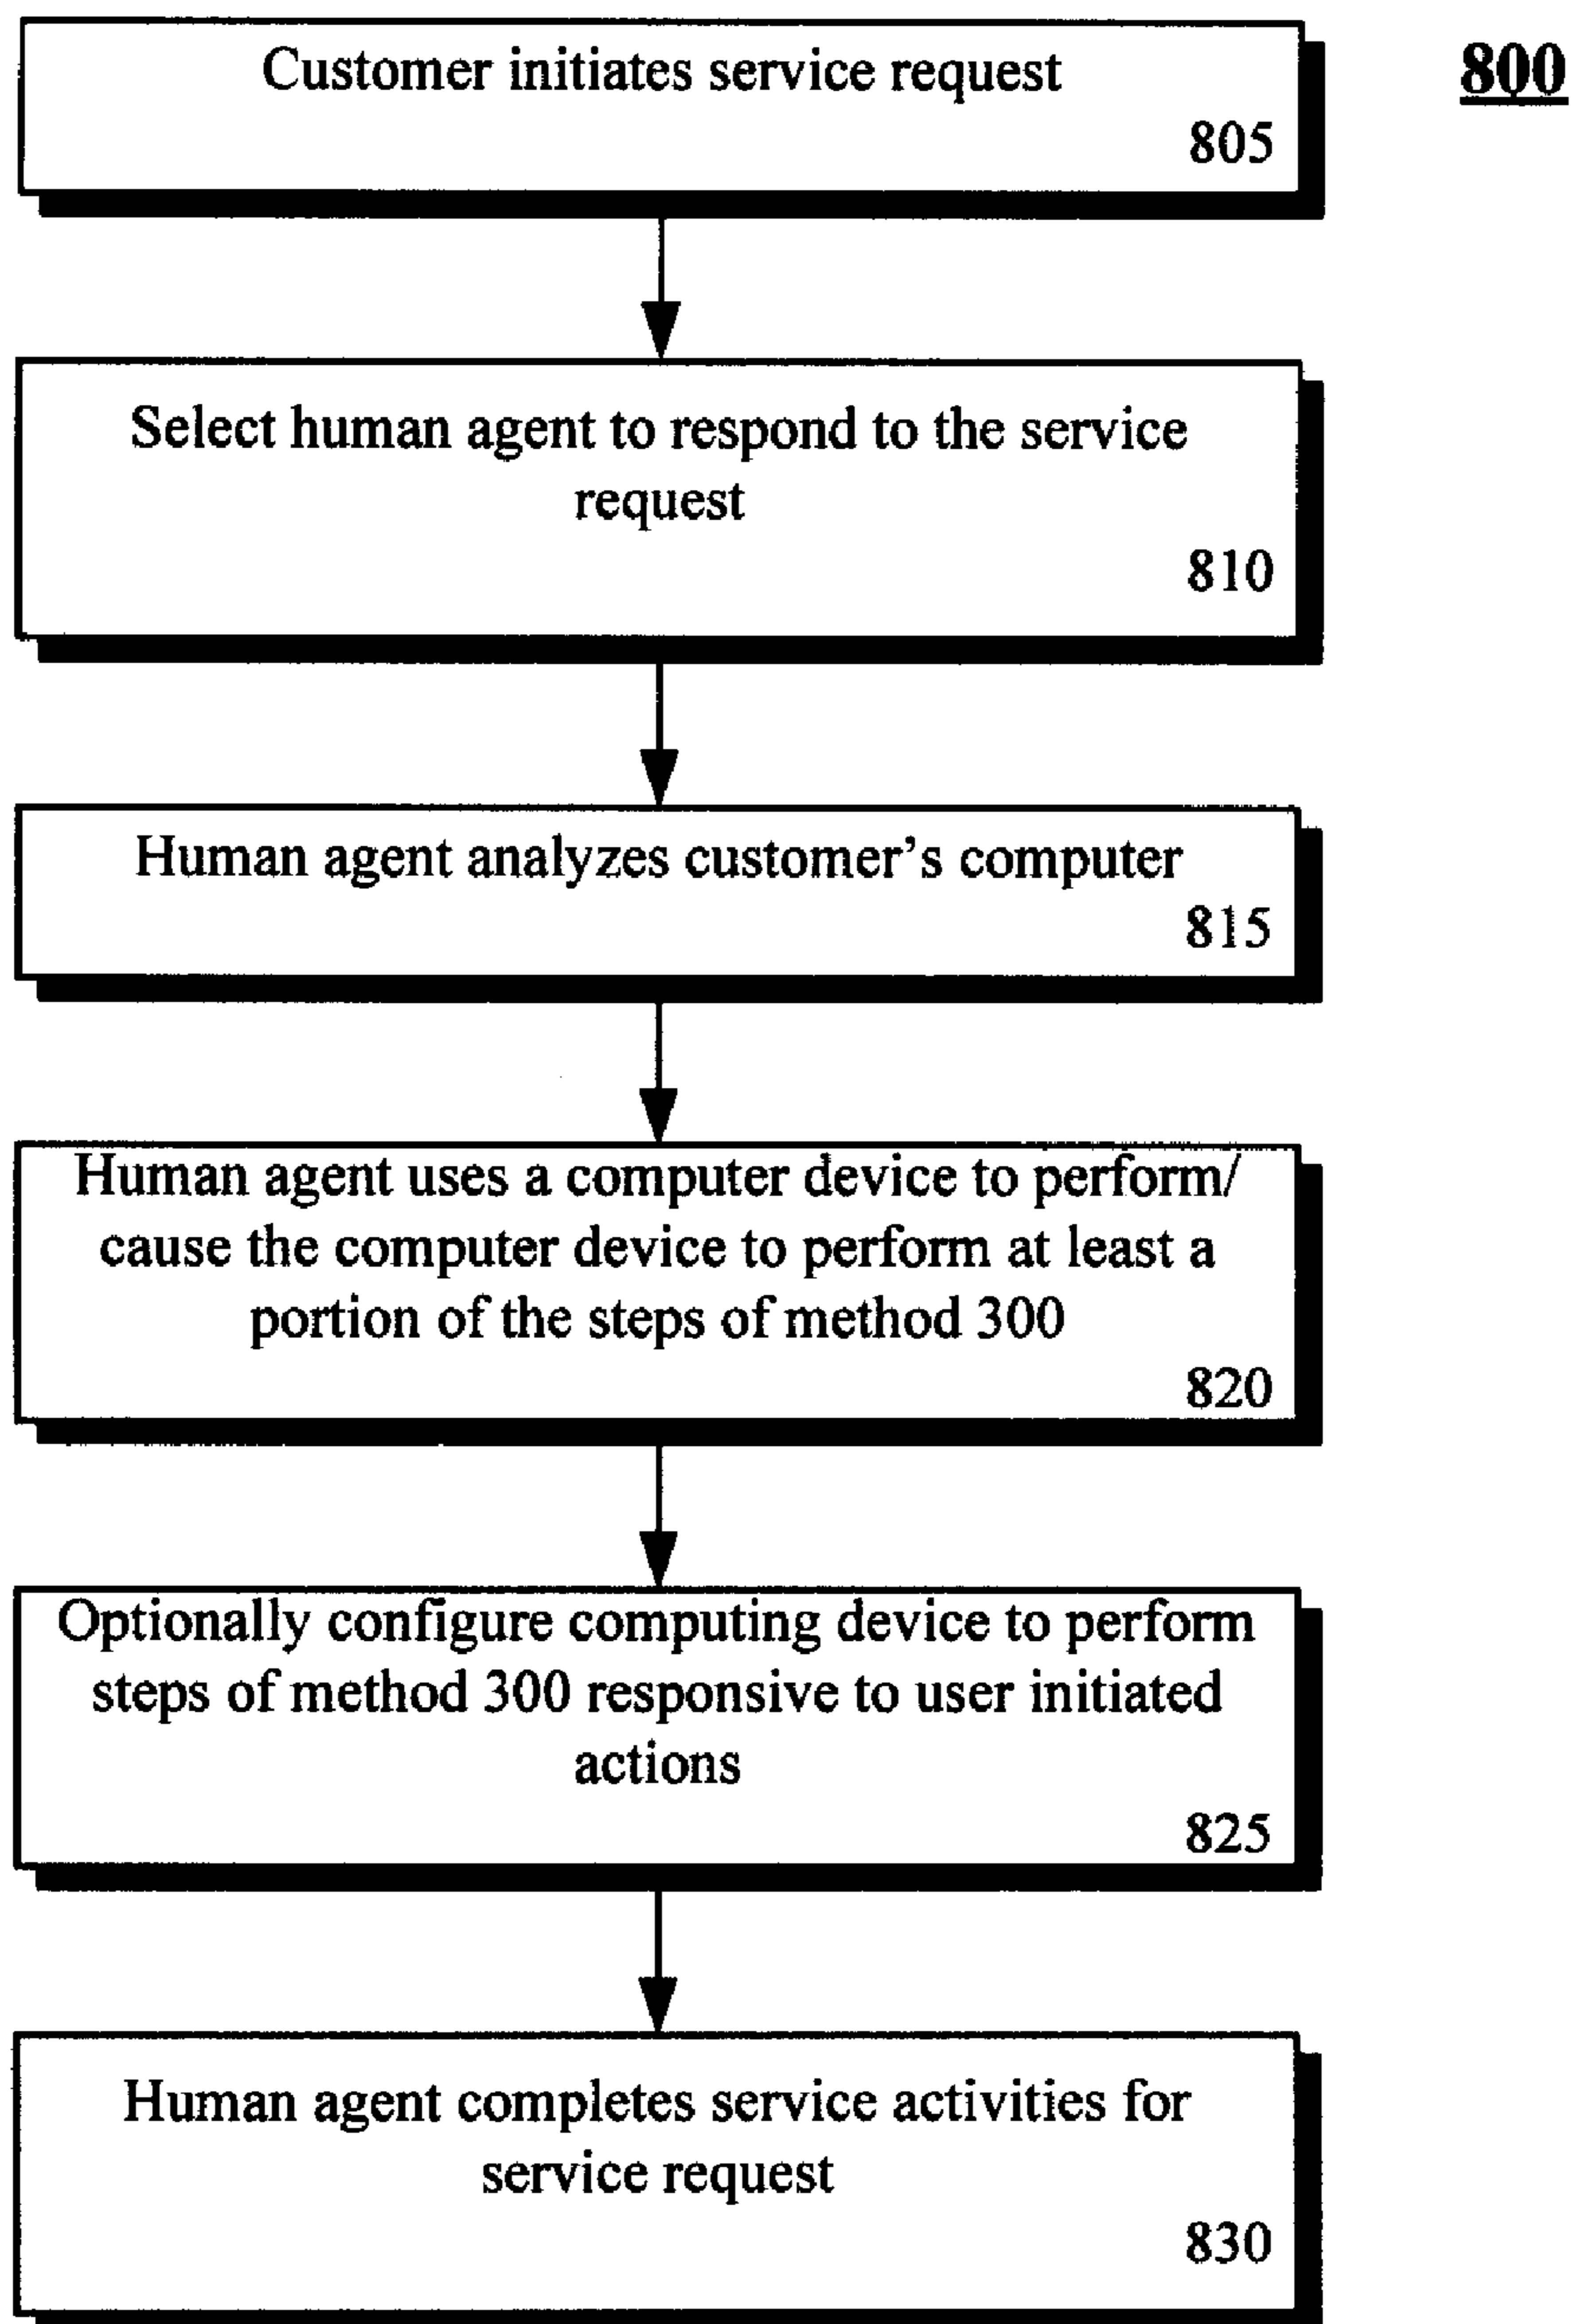 800
Customer initiates service request
805
Select human agent to respond to the service
request
810
Human agent analyzes customer’s computer
815
Human agent uses a computer device to perform/
cause the computer device to perform at least a
portion of the steps of method 300
820
Optionally configure computing device to perform
steps of method 300 responsive to user initiated
actions
825
Human agent completes service activities for
service request
830